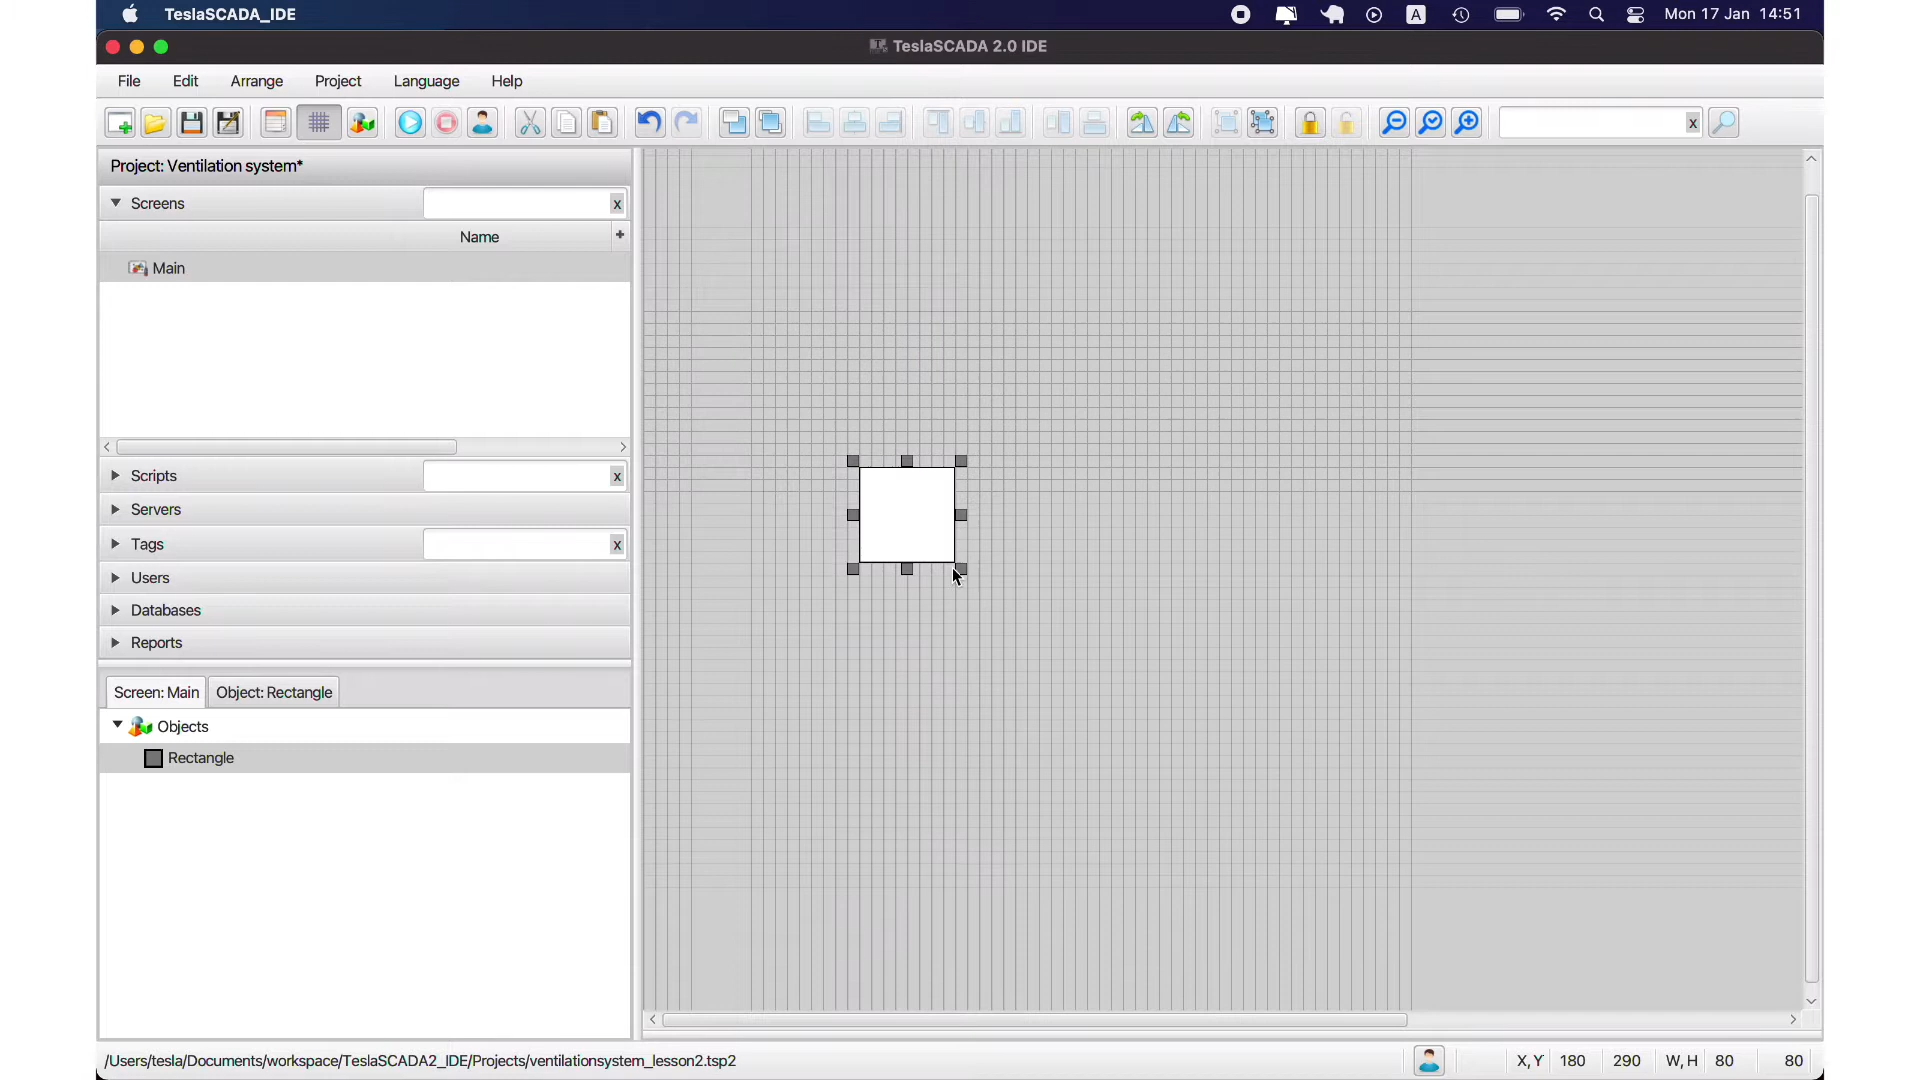 TeslaSCADA_IDE
A
Mon 17 Jan 14:51
TeslaSCADA 2.0 IDE
File Edit Arrange Project Language Help
x
Project: Ventilation system*
Screens x
Name +
Main
Scripts x
Servers
Tags x
Users
Databases
Reports
Screen: Main Object: Rectangle
Objects
Rectangle
/Users/tesla/Documents/workspace/TeslaSCADA2_IDE/Projects/ventilationsystem_lesson2.tsp2
X,Y 180 290 W,H 80 80